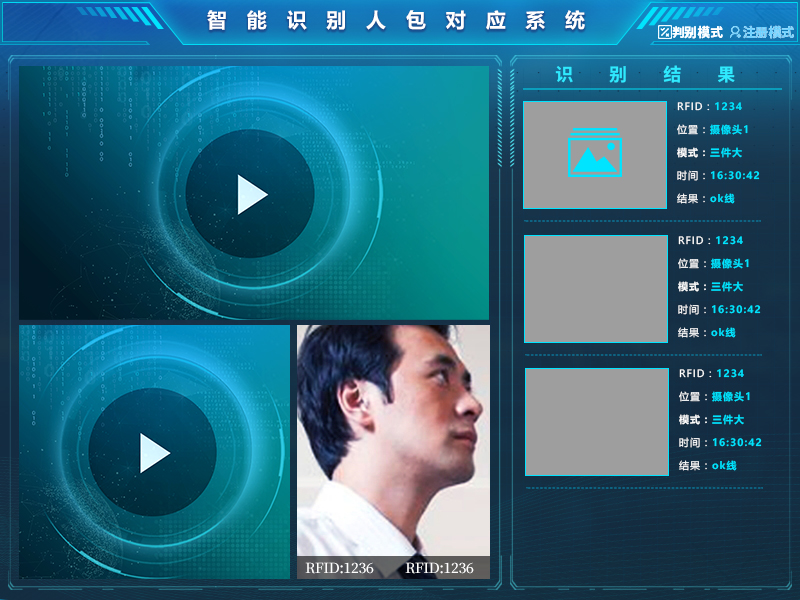 智能识别人包对应系统
判别模式 注册模式
识别结果
RFID：1234
位置：摄像头1
模式：三件大
时间：16:30:42
结果：ok线
RFID：1234
位置：摄像头1
模式：三件大
时间：16:30:42
结果：ok线
RFID：1234
位置：摄像头1
模式：三件大
时间：16:30:42
结果：ok线
RFID:1236 RFID:1236